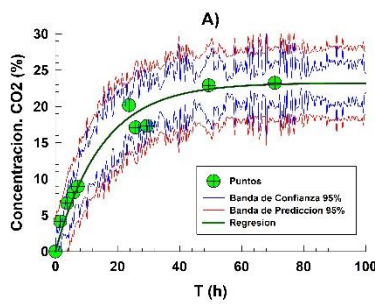 A)
Concentracion. CO2 (%)
30
25
20
15
10
5
0
Puntos
Banda de Confianza 95%
Banda de Prediccion 95%
Regresion
0 20 40 60 80 100
T (h)